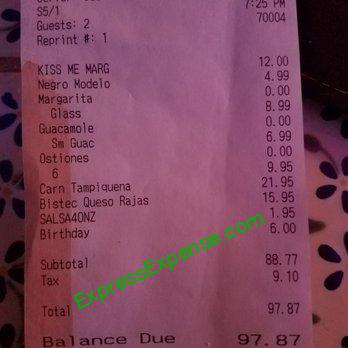 7:25 PM
S5/1 70004
Guests: 2
Reprint #: 1
KISS ME MARG 12.00
Negro Modelo 4.99
Margarita 0.00
Glass 8.99
Guacamole 0.00
Sm Guac 6.99
Ostiones 0.00
6 9.95
Carn Tampiquena 21.95
Bistec Queso Rajas 15.95
SALSA4ONZ 1.95
Birthday 6.00
Subtotal 88.77
Tax 9.10
Total 97.87
Balance Due 97.87
ExpressExpense.com